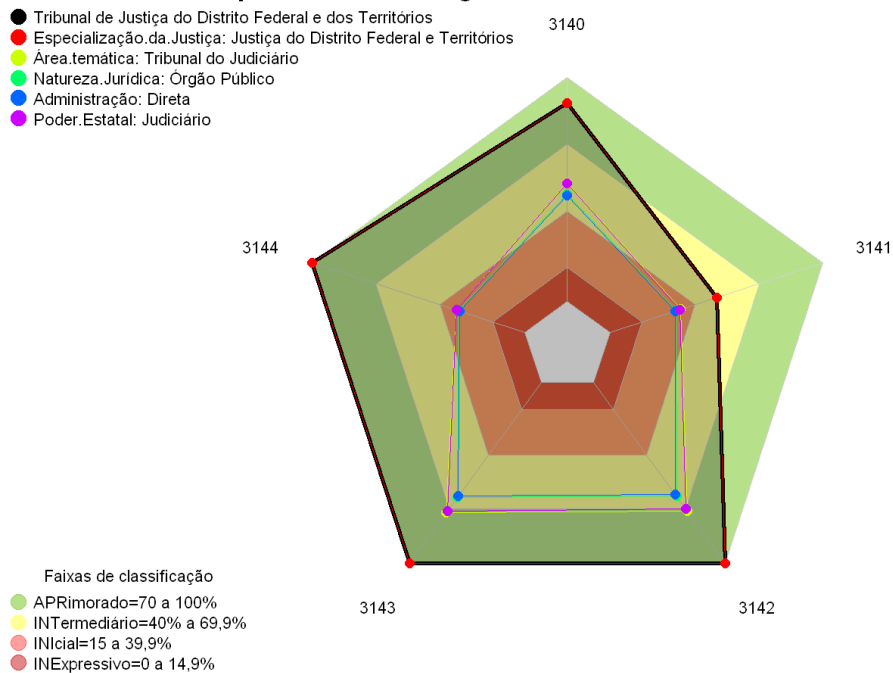 Tribunal de Justiça do Distrito Federal e dos Territórios
Especialização.da.Justiça: Justiça do Distrito Federal e Territórios
Área.temática: Tribunal do Judiciário
Natureza.Jurídica: Órgão Público
Administração: Direta
Poder.Estatal: Judiciário
3140
3144
3141
3143
3142
Faixas de classificação
APRimorado=70 a 100%
INTermediário=40% a 69,9%
INIcial=15 a 39,9%
INExpressivo=0 a 14,9%